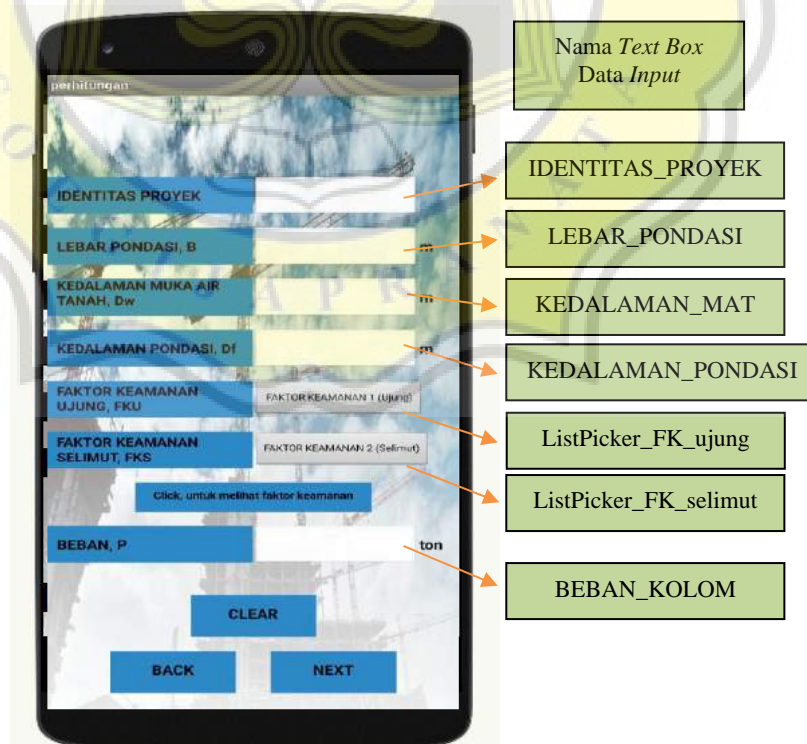 Nama Text Box
Data Input
perhitungan
IDENTITAS PROYEK
IDENTITAS_PROYEK
LEBAR PONDASI, B
m
LEBAR_PONDASI
KEDALAMAN MUKA AIR
TANAH, Dw
m
KEDALAMAN_MAT
KEDALAMAN PONDASI, Df
m
KEDALAMAN_PONDASI
FAKTOR KEAMANAN
UJUNG, FKU
FAKTOR KEAMANAN 1 (Ujung)
ListPicker_FK_ujung
FAKTOR KEAMANAN
SELIMUT, FKS
FAKTOR KEAMANAN 2 (Selimut)
ListPicker_FK_selimut
Click, untuk melihat faktor keamanan
BEBAN, P
ton
BEBAN_KOLOM
CLEAR
BACK
NEXT